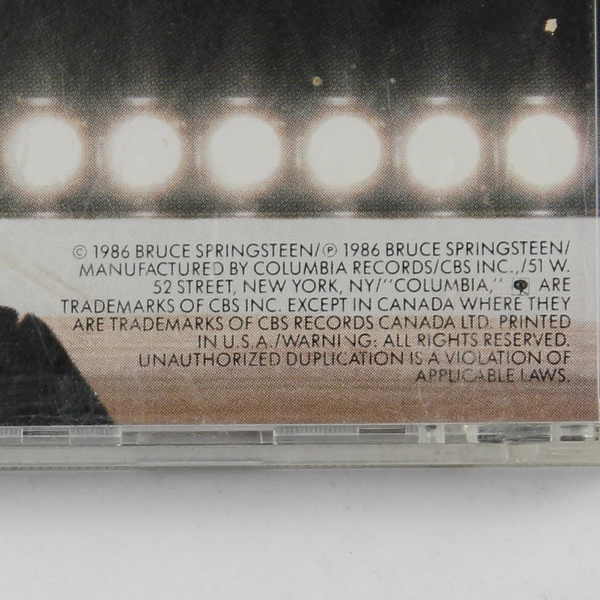 © 1986 BRUCE SPRINGSTEEN/℗ 1986 BRUCE SPRINGSTEEN/
MANUFACTURED BY COLUMBIA RECORDS/CBS INC.,/51 W.
52 STREET, NEW YORK, NY/"COLUMBIA," ARE
TRADEMARKS OF CBS INC. EXCEPT IN CANADA WHERE THEY
ARE TRADEMARKS OF CBS RECORDS CANADA LTD. PRINTED
IN U.S.A./WARNING: ALL RIGHTS RESERVED.
UNAUTHORIZED DUPLICATION IS A VIOLATION OF
APPLICABLE LAWS.